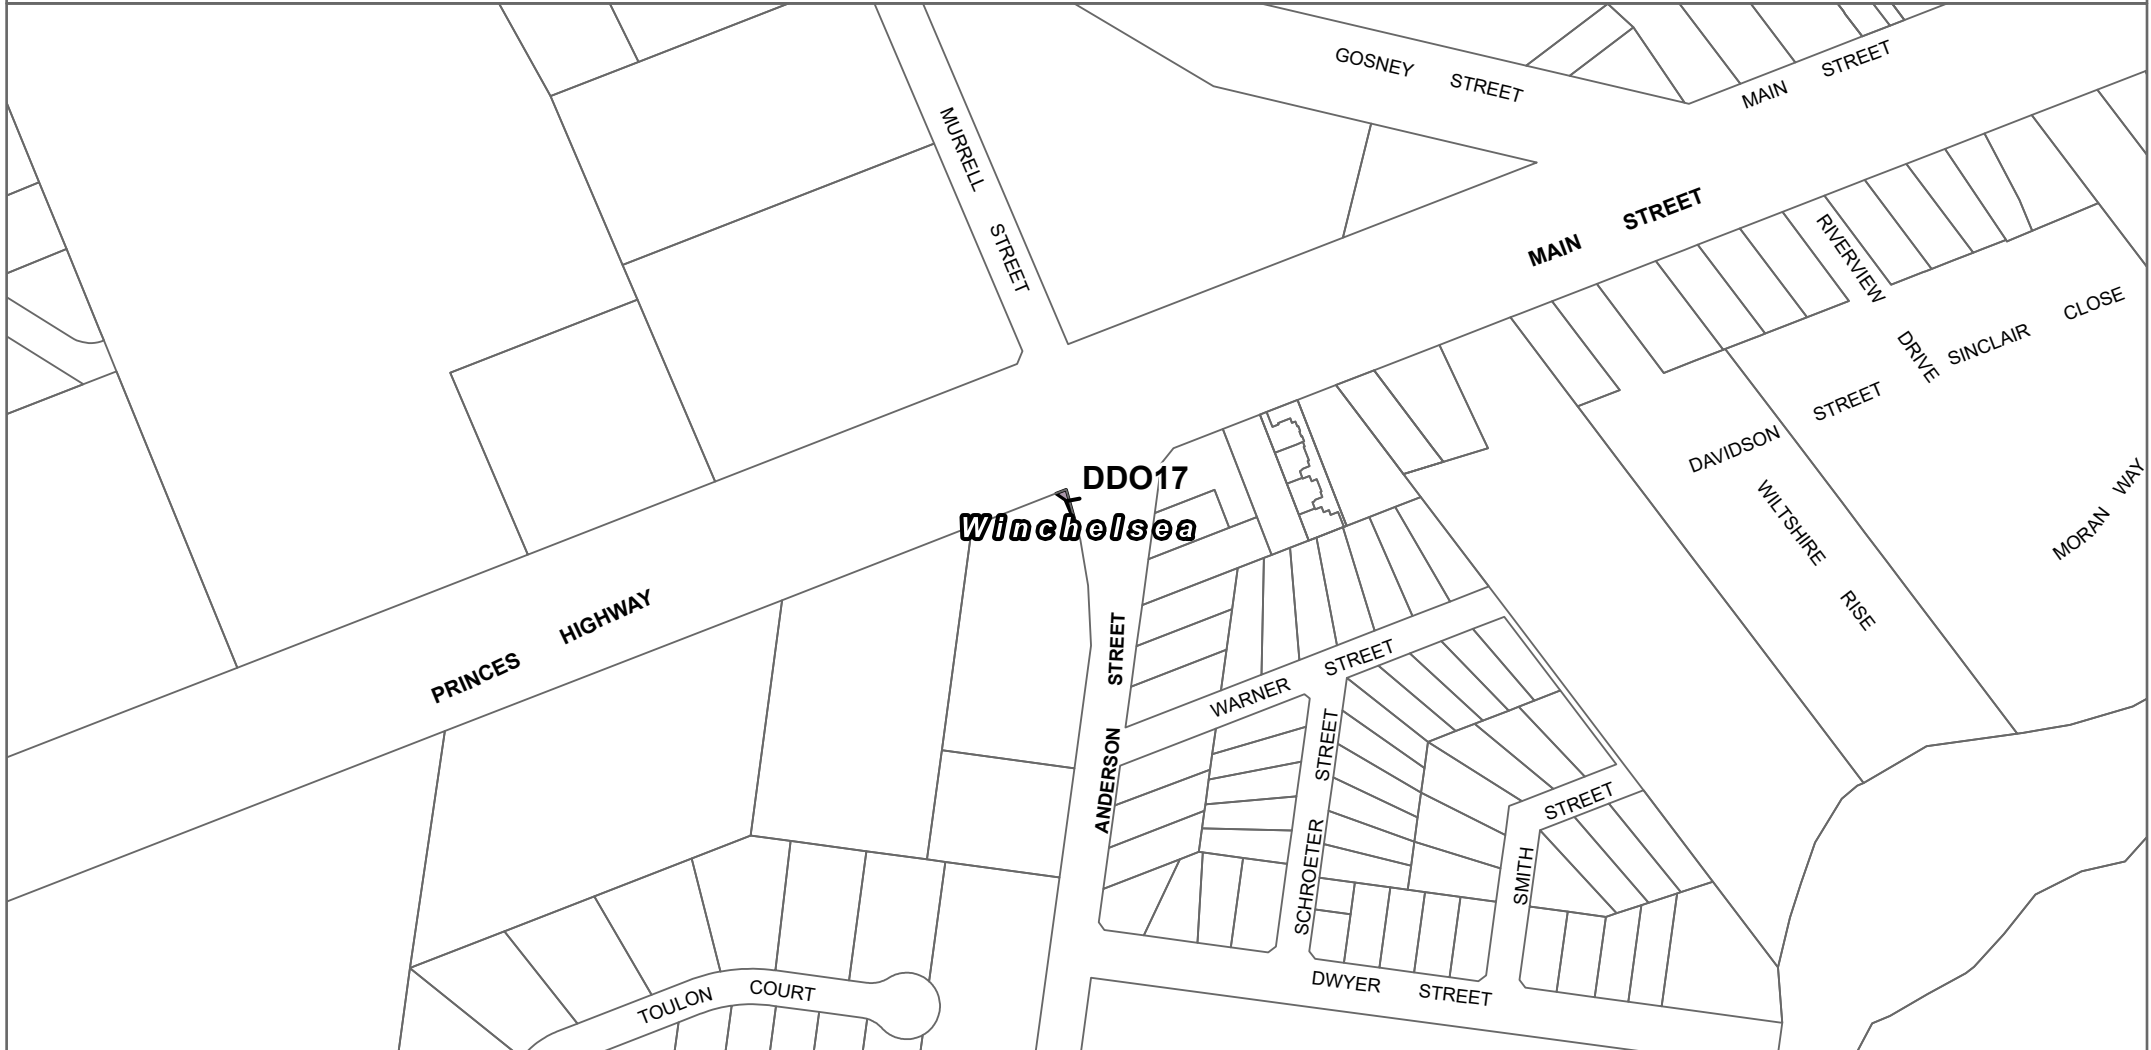 GOSNEY STREET
MAIN STREET
MURRELL STREET
MAIN STREET
RIVERVIEW DRIVE
SINCLAIR CLOSE
DAVIDSON STREET
WILTSHIRE RISE
MORAN WAY
DDO17
Winchelsea
PRINCES HIGHWAY
ANDERSON STREET
WARNER STREET
SCHROETER STREET
SMITH STREET
DWYER STREET
TOULON COURT